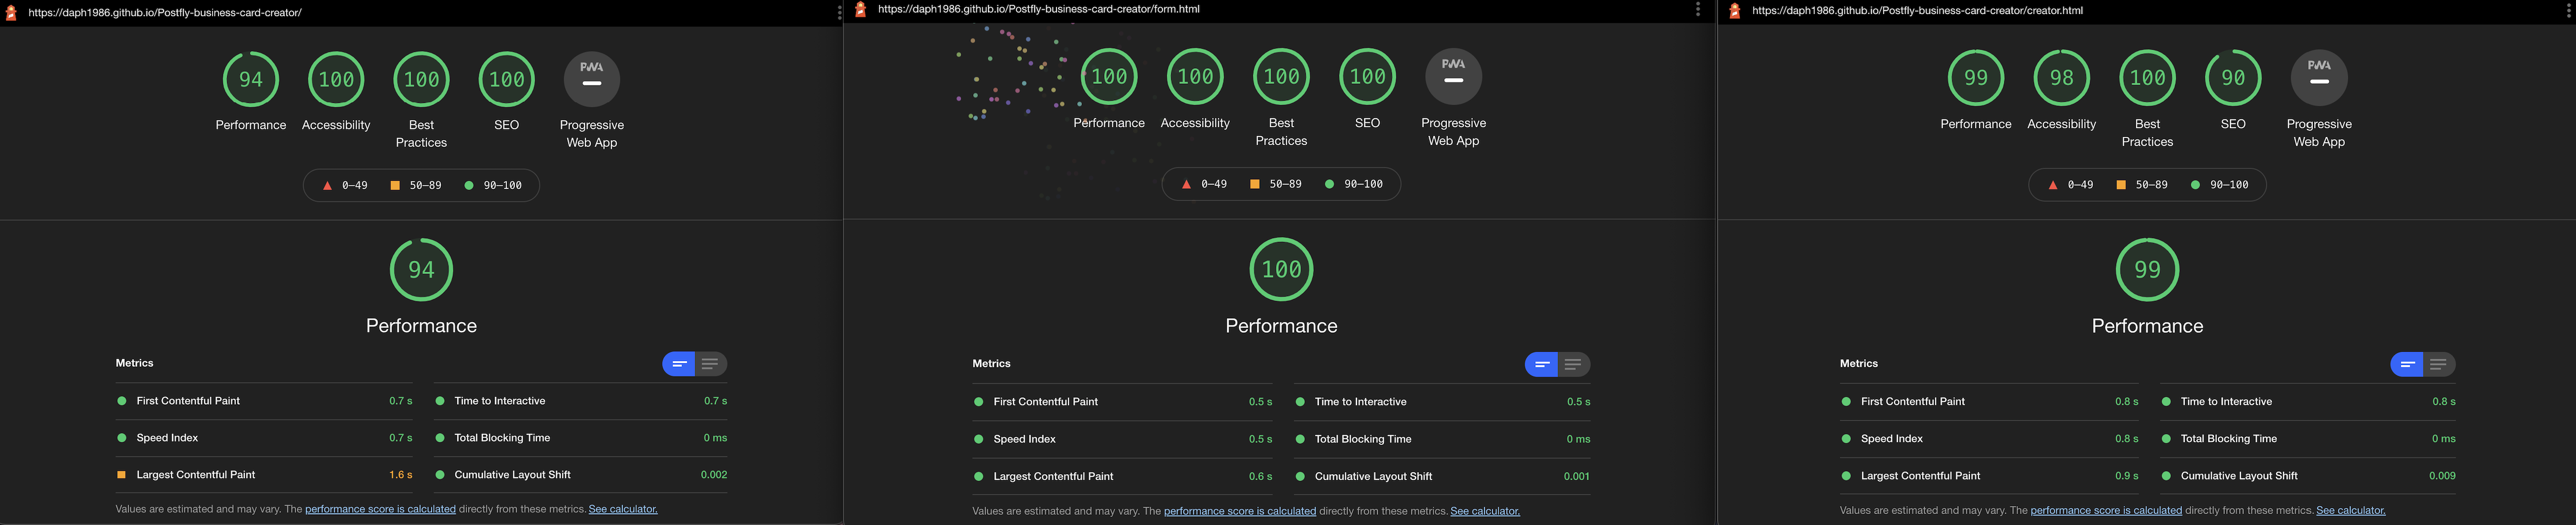 https://daph1986.github.io/Postfly-business-card-creator/
94
100
100
100
PWA
Performance
Accessibility
Best
Practices
SEO
Progressive
Web App
0–49
50–89
90–100
94
Performance
Metrics
First Contentful Paint 0.7 s
Time to Interactive 0.7 s
Speed Index 0.7 s
Total Blocking Time 0 ms
Largest Contentful Paint 1.6 s
Cumulative Layout Shift 0.002
Values are estimated and may vary. The performance score is calculated directly from these metrics. See calculator.
https://daph1986.github.io/Postfly-business-card-creator/form.html
100
100
100
100
PWA
Performance
Accessibility
Best
Practices
SEO
Progressive
Web App
0–49
50–89
90–100
100
Performance
Metrics
First Contentful Paint 0.5 s
Time to Interactive 0.5 s
Speed Index 0.5 s
Total Blocking Time 0 ms
Largest Contentful Paint 0.6 s
Cumulative Layout Shift 0.001
Values are estimated and may vary. The performance score is calculated directly from these metrics. See calculator.
https://daph1986.github.io/Postfly-business-card-creator/creator.html
99
98
100
90
PWA
Performance
Accessibility
Best
Practices
SEO
Progressive
Web App
0–49
50–89
90–100
99
Performance
Metrics
First Contentful Paint 0.8 s
Time to Interactive 0.8 s
Speed Index 0.8 s
Total Blocking Time 0 ms
Largest Contentful Paint 0.9 s
Cumulative Layout Shift 0.009
Values are estimated and may vary. The performance score is calculated directly from these metrics. See calculator.